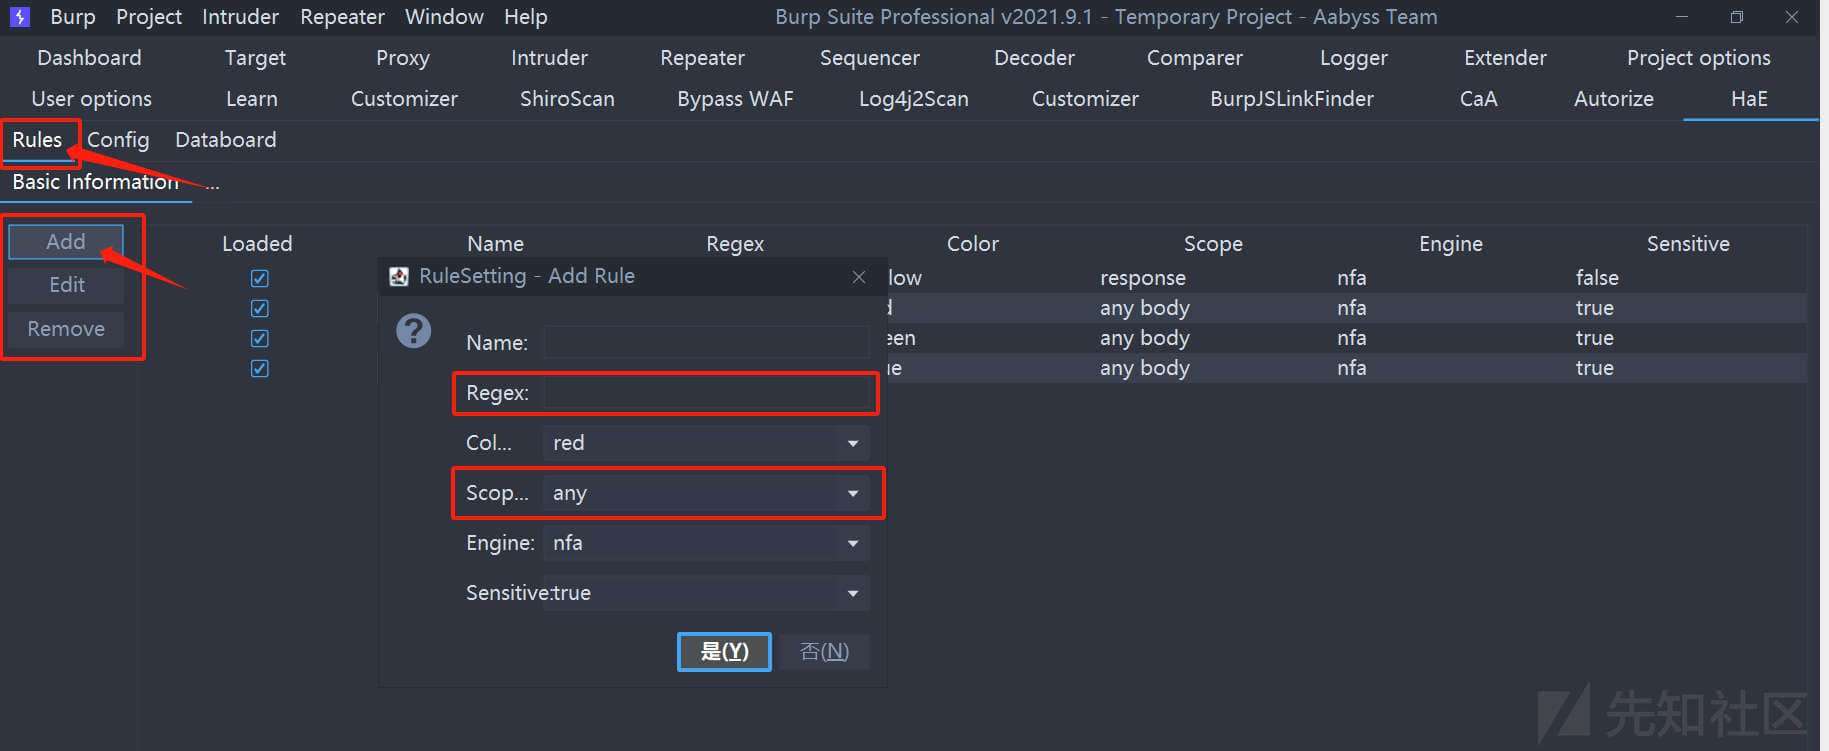 Burp Project Intruder Repeater Window Help Burp Suite Professional v2021.9.1 - Temporary Project - Aabyss Team
Dashboard Target Proxy Intruder Repeater Sequencer Decoder Comparer Logger Extender Project options
User options Learn Customizer ShiroScan Bypass WAF Log4j2Scan Customizer BurpJSLinkFinder CaA Autorize HaE
Rules Config Databoard
Basic Information ...
Add
Edit
Remove
Loaded Name Regex Color Scope Engine Sensitive
low response nfa false
d any body nfa true
een any body nfa true
ue any body nfa true
RuleSetting - Add Rule
Name:
Regex:
Col... red
Scop... any
Engine: nfa
Sensitive: true
是(Y) 否(N)
先知社区